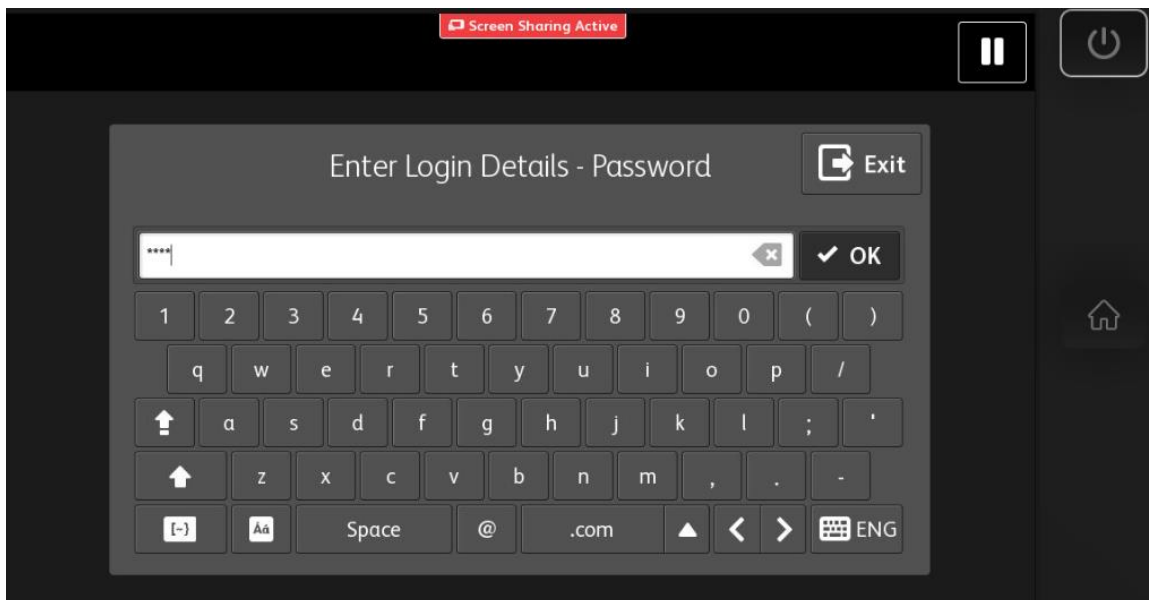 Screen Sharing Active
Enter Login Details - Password
Exit
****
OK
1 2 3 4 5 6 7 8 9 0 ( )
q w e r t y u i o p /
a s d f g h j k l ; '
z x c v b n m , . -
[~} Áá Space @ .com < > ENG